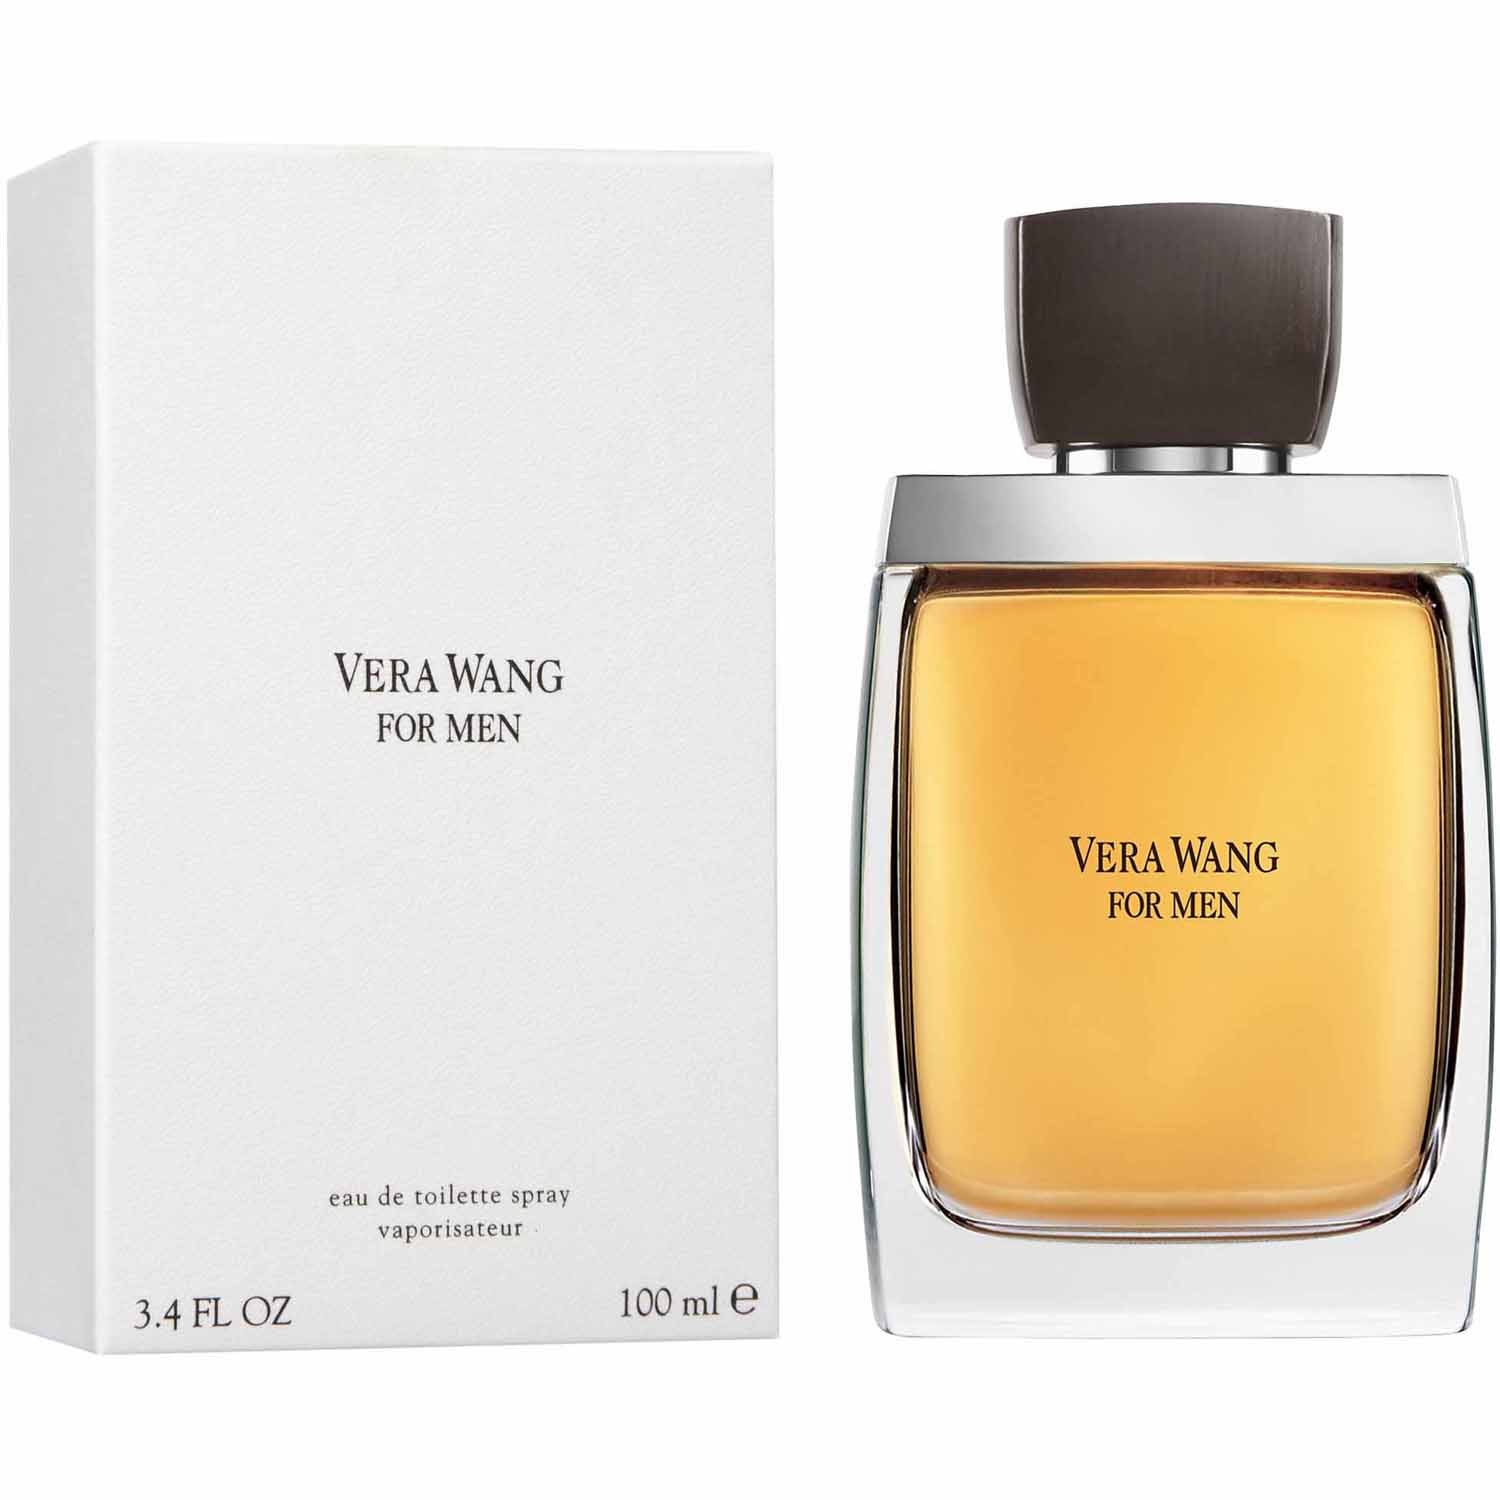 VERA WANG
FOR MEN
eau de toilette spray
vaporisateur
3.4 FL OZ
100 ml ℮
VERA WANG
FOR MEN